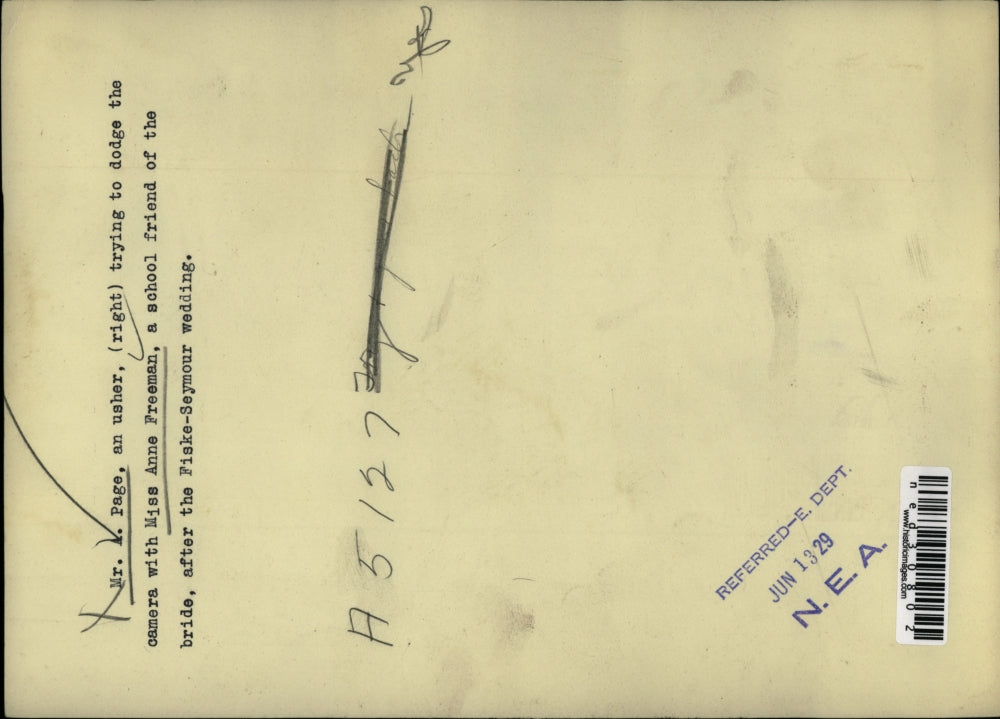 Mr. . Page, an usher, (right) trying to dodge the
camera with Miss Anne Freeman, a school friend of the
bride, after the Fiske-Seymour wedding.
A 5127
REFERRED—E. DEPT.
JUN 13 29
N. E. A.
www.historicimages.com
ned30802